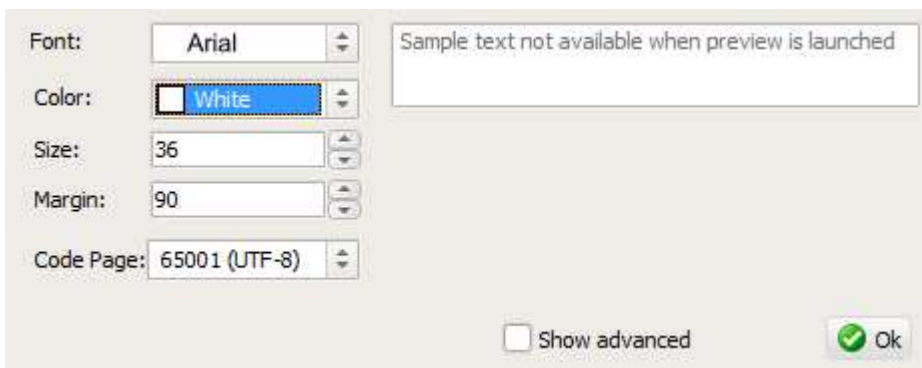 Font: Arial
Sample text not available when preview is launched
Color: White
Size: 36
Margin: 90
Code Page: 65001 (UTF-8)
Show advanced
Ok